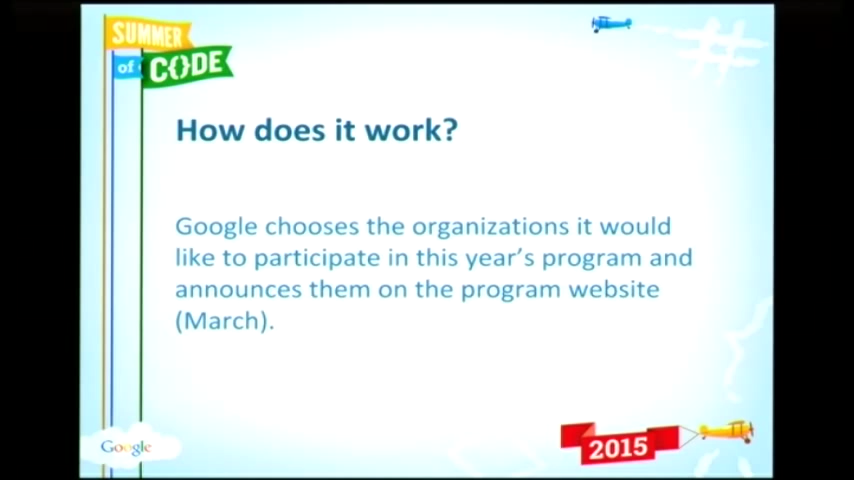 SUMMER
of CODE
How does it work?
Google chooses the organizations it would
like to participate in this year's program and
announces them on the program website
(March).
Google
2015